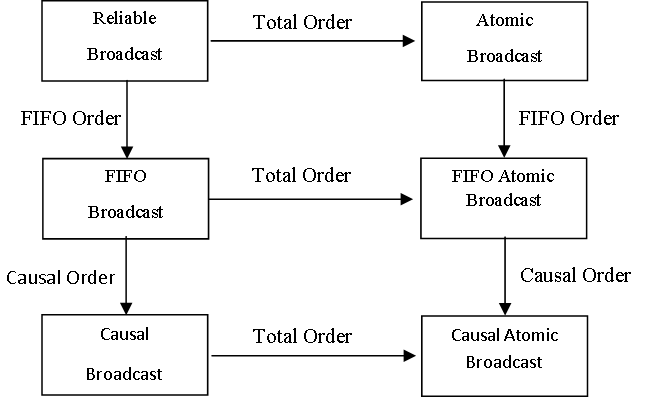 Reliable
Broadcast
Total Order
Atomic
Broadcast
FIFO Order
FIFO Order
FIFO
Broadcast
Total Order
FIFO Atomic
Broadcast
Causal Order
Causal Order
Causal
Broadcast
Total Order
Causal Atomic
Broadcast